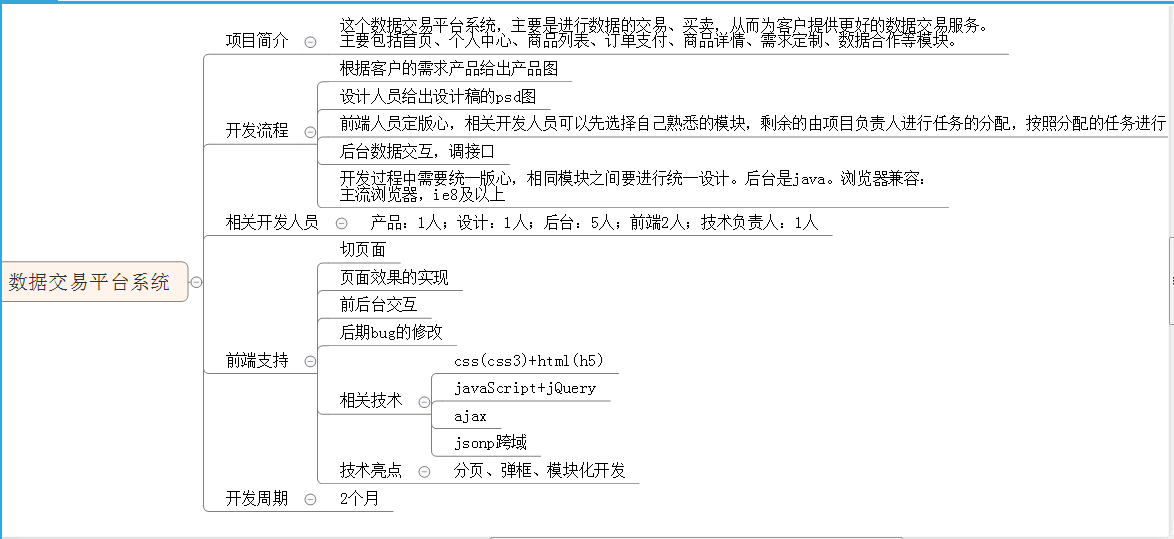 数据交易平台系统
项目简介
这个数据交易平台系统，主要是进行数据的交易、买卖，从而为客户提供更好的数据交易服务。
主要包括首页、个人中心、商品列表、订单支付、商品详情、需求定制、数据合作等模块。
开发流程
根据客户的需求产品给出产品图
设计人员给出设计稿的psd图
前端人员定版心，相关开发人员可以先选择自己熟悉的模块，剩余的由项目负责人进行任务的分配，按照分配的任务进行
后台数据交互，调接口
开发过程中需要统一版心，相同模块之间要进行统一设计。后台是java。浏览器兼容：
主流浏览器，ie8及以上
相关开发人员
产品：1人；设计：1人；后台：5人；前端2人；技术负责人：1人
前端支持
切页面
页面效果的实现
前后台交互
后期bug的修改
相关技术
css(css3)+html(h5)
javaScript+jQuery
ajax
jsonp跨域
技术亮点
分页、弹框、模块化开发
开发周期
2个月